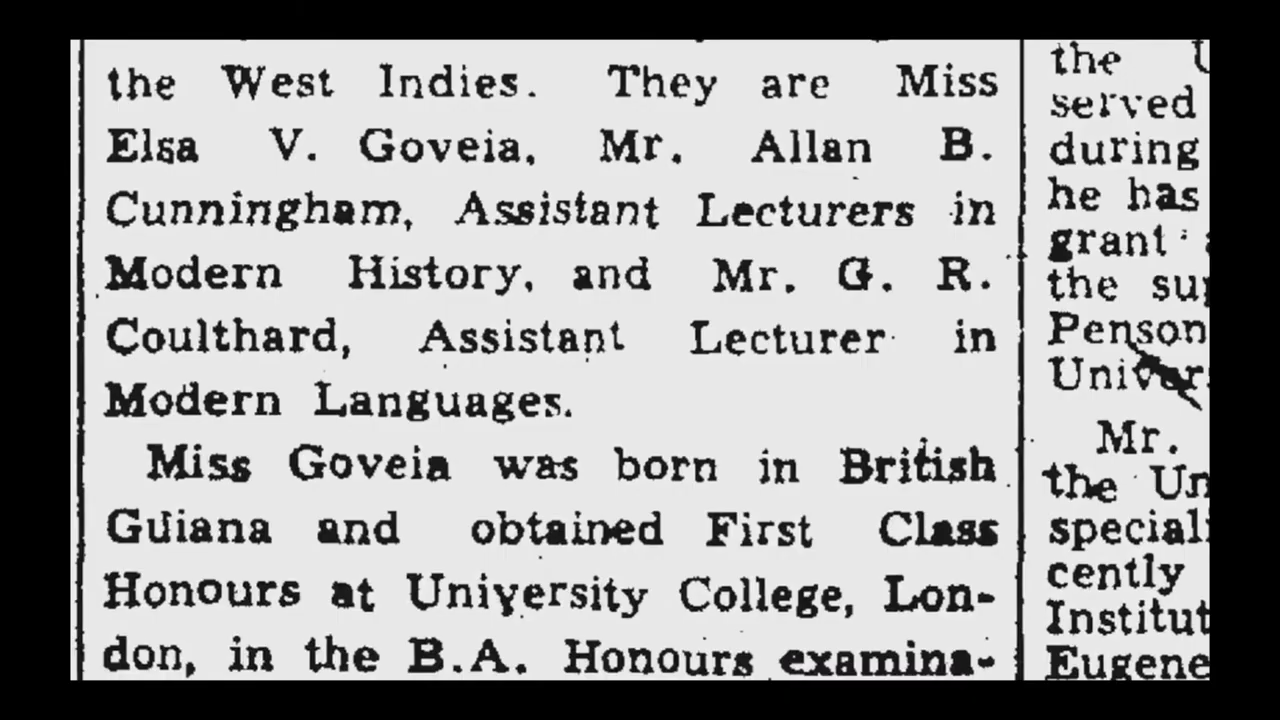 the West Indies. They are Miss
Elsa V. Goveia, Mr. Allan B.
Cunningham, Assistant Lecturers in
Modern History, and Mr. G. R.
Coulthard, Assistant Lecturer in
Modern Languages.
Miss Goveia was born in British
Guiana and obtained First Class
Honours at University College, Lon-
don, in the B.A. Honours examina-
the
served
during
he has
grant
the
Penson
Mr.
the
cently
Eugene